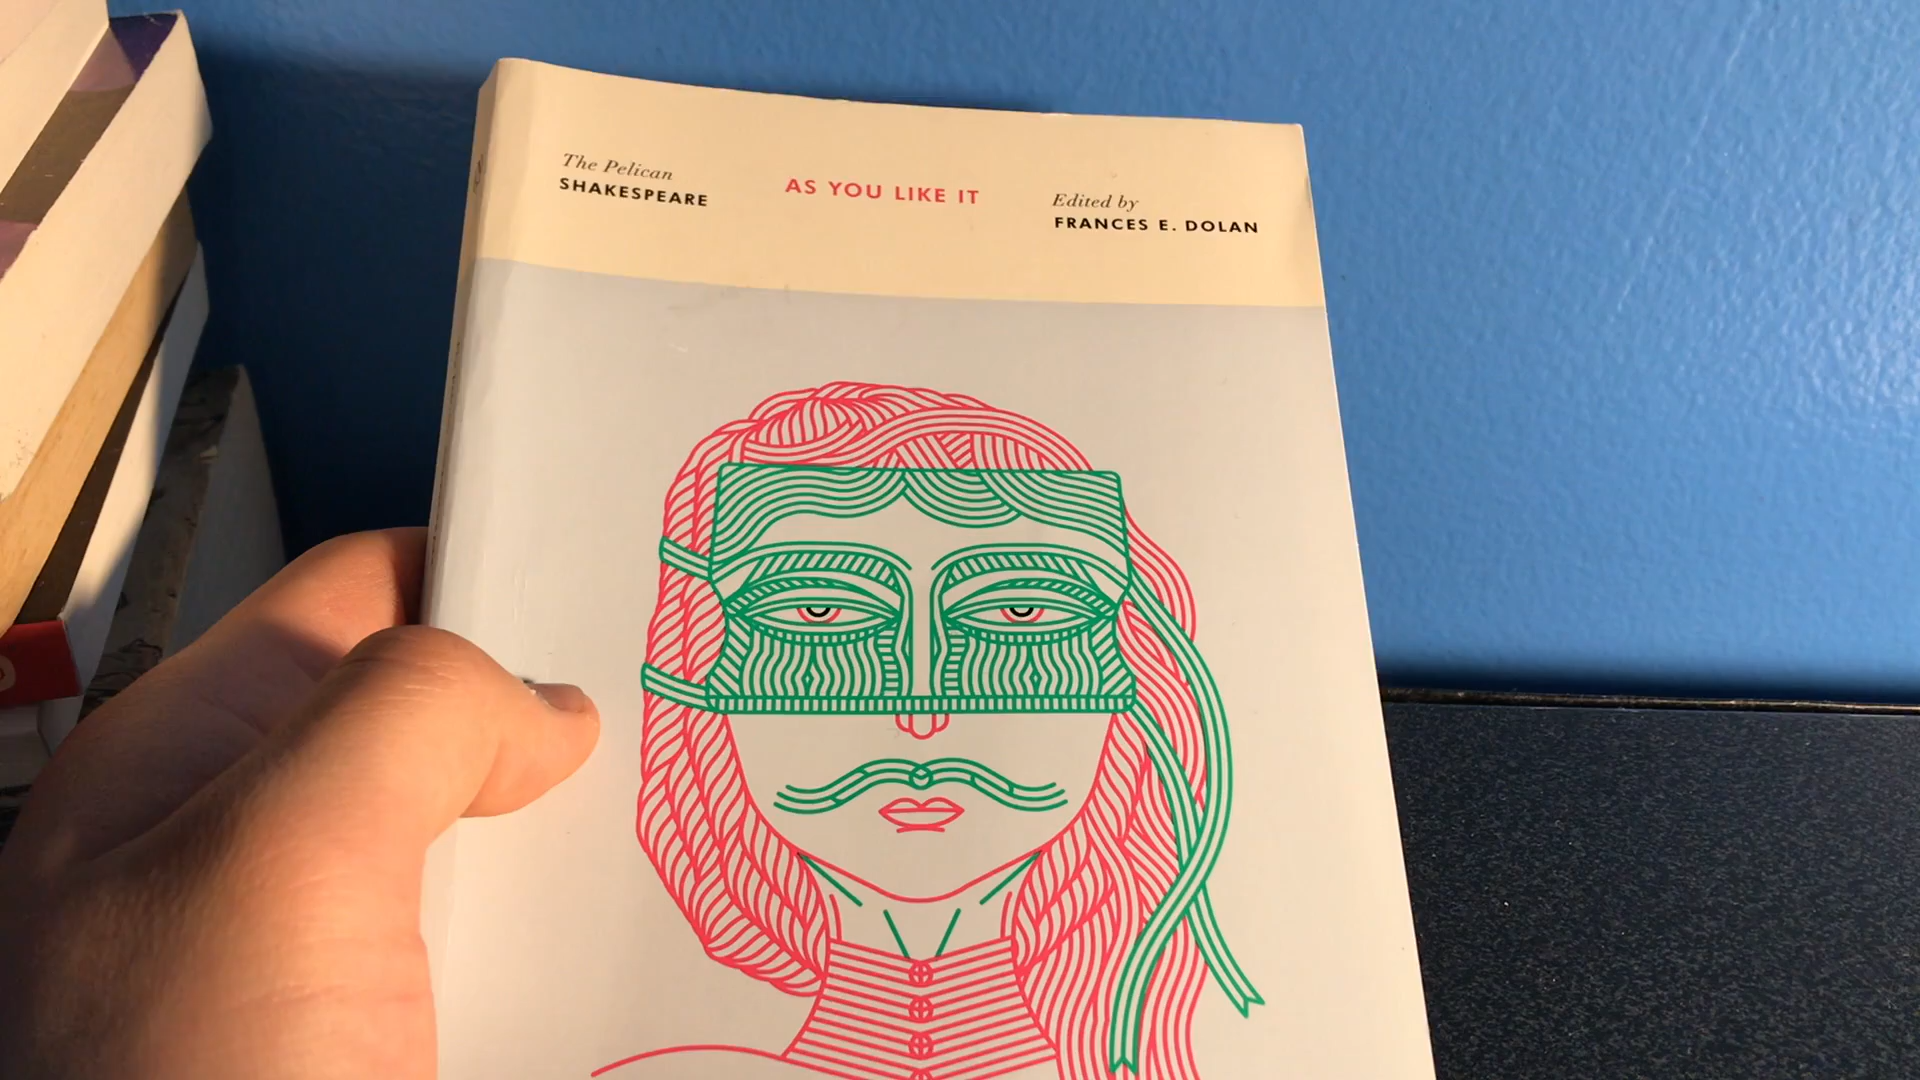 The Pelican
SHAKESPEARE
AS YOU LIKE IT
Edited by
FRANCES E. DOLAN